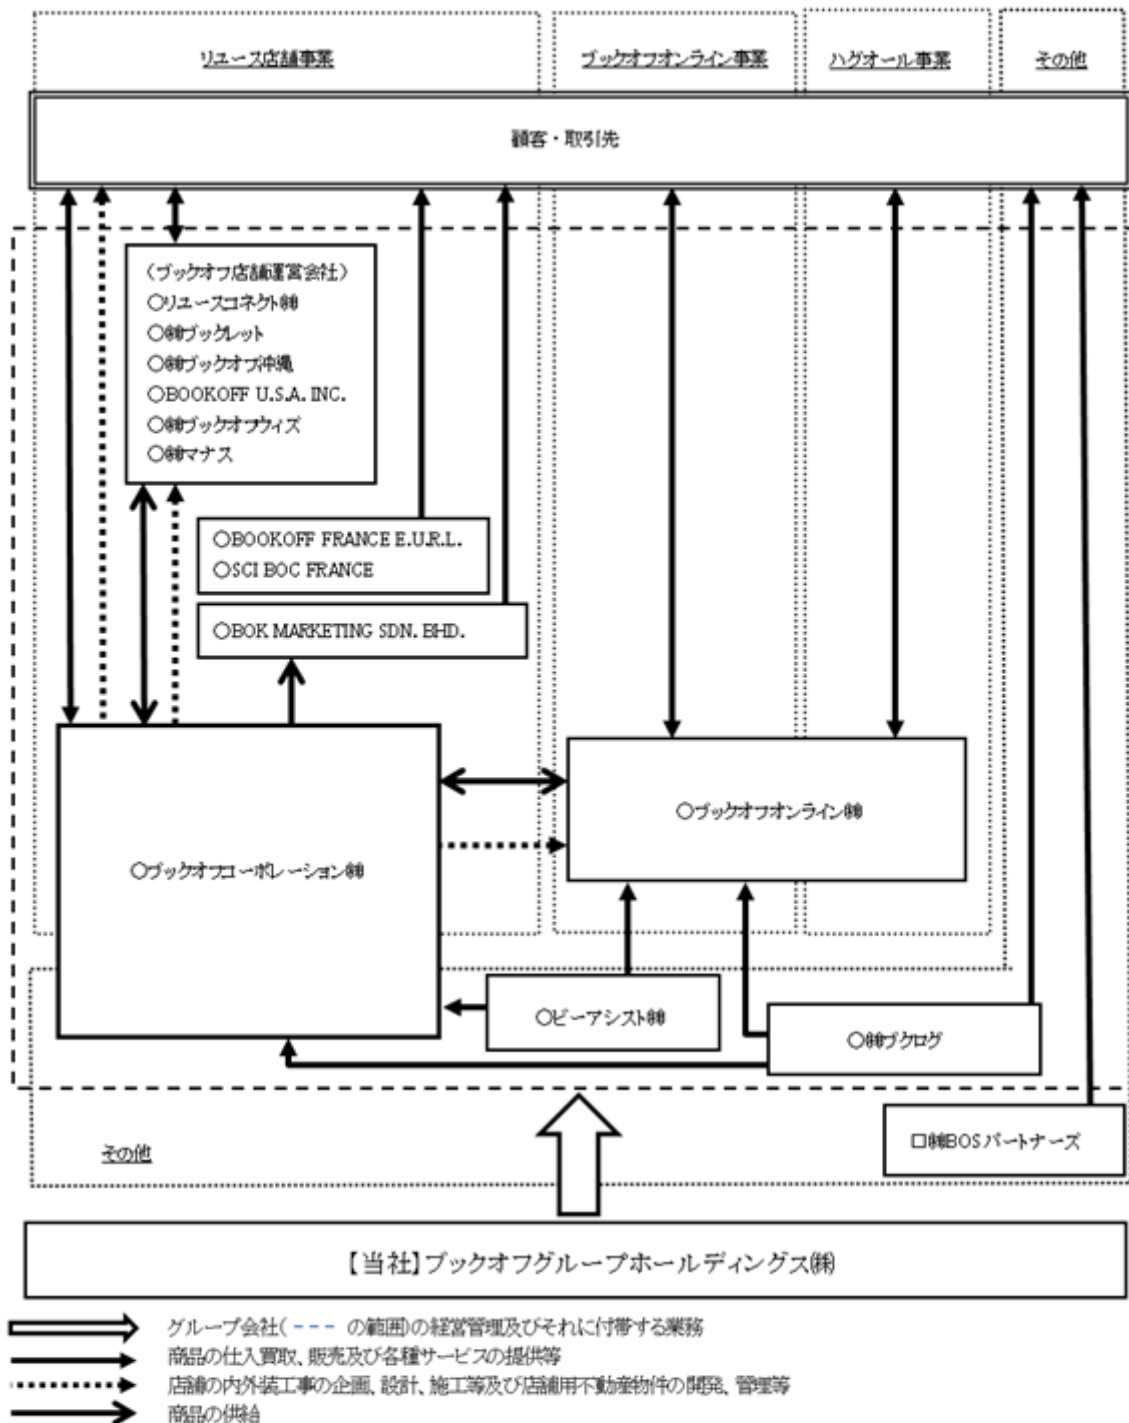 リユース店舗事業
ブックオフオンライン事業
ハグオール事業
その他
顧客・取引先
(ブックオフ店舗運営会社)
○リユースコネクト㈱
○㈱ブックレット
○㈱ブックオフ沖縄
○BOOKOFF U.S.A. INC.
○㈱ブックオフウィズ
○㈱マナス
○BOOKOFF FRANCE E.U.R.L.
○SCI BOC FRANCE
○BOK MARKETING SDN. BHD.
○ブックオフコーポレーション㈱
○ブックオフオンライン㈱
○ビーアシスト㈱
○㈱ブクログ
□㈱BOSパートナーズ
その他
【当社】ブックオフグループホールディングス㈱
グループ会社(--- の範囲)の経営管理及びそれに付帯する業務
商品の仕入買取、販売及び各種サービスの提供等
店舗の内外装工事の企画、設計、施工等及び店舗用不動産物件の開発、管理等
商品の供給